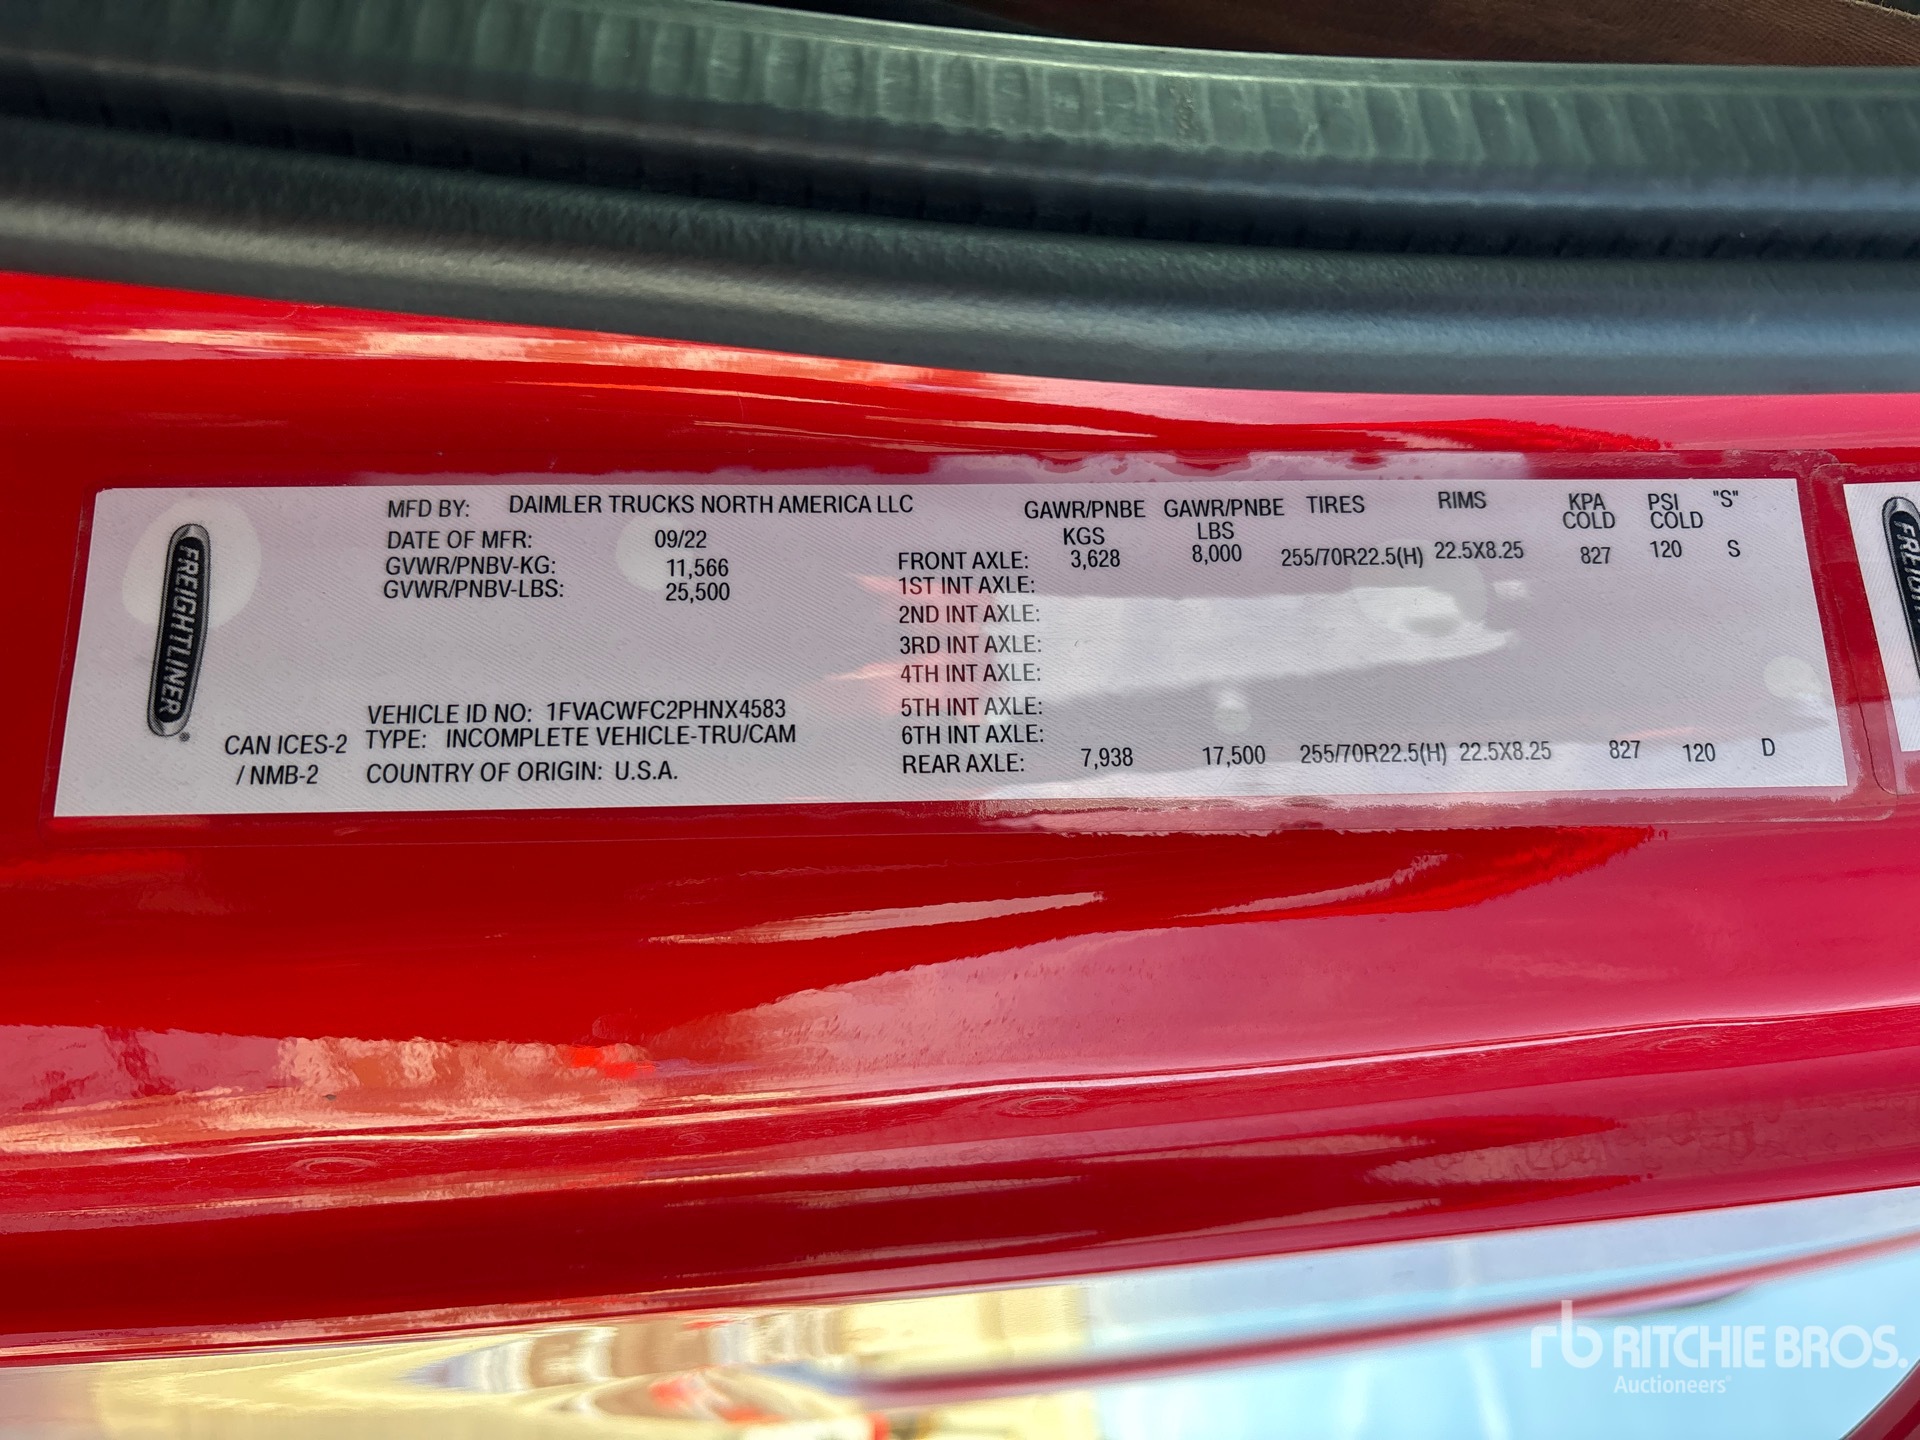 FREIGHTLINER
MFD BY: DAIMLER TRUCKS NORTH AMERICA LLC
DATE OF MFR: 09/22
GVWR/PNBV-KG: 11,566
GVWR/PNBV-LBS: 25,500
VEHICLE ID NO: 1FVACWFC2PHNX4583
TYPE: INCOMPLETE VEHICLE-TRU/CAM
COUNTRY OF ORIGIN: U.S.A.
CAN ICES-2
/ NMB-2
GAWR/PNBE GAWR/PNBE TIRES RIMS KPA PSI "S"
KGS LBS COLD COLD
FRONT AXLE: 3,628 8,000 255/70R22.5(H) 22.5X8.25 827 120 S
1ST INT AXLE:
2ND INT AXLE:
3RD INT AXLE:
4TH INT AXLE:
5TH INT AXLE:
6TH INT AXLE:
REAR AXLE: 7,938 17,500 255/70R22.5(H) 22.5X8.25 827 120 D
rb RITCHIE BROS.
Auctioneers